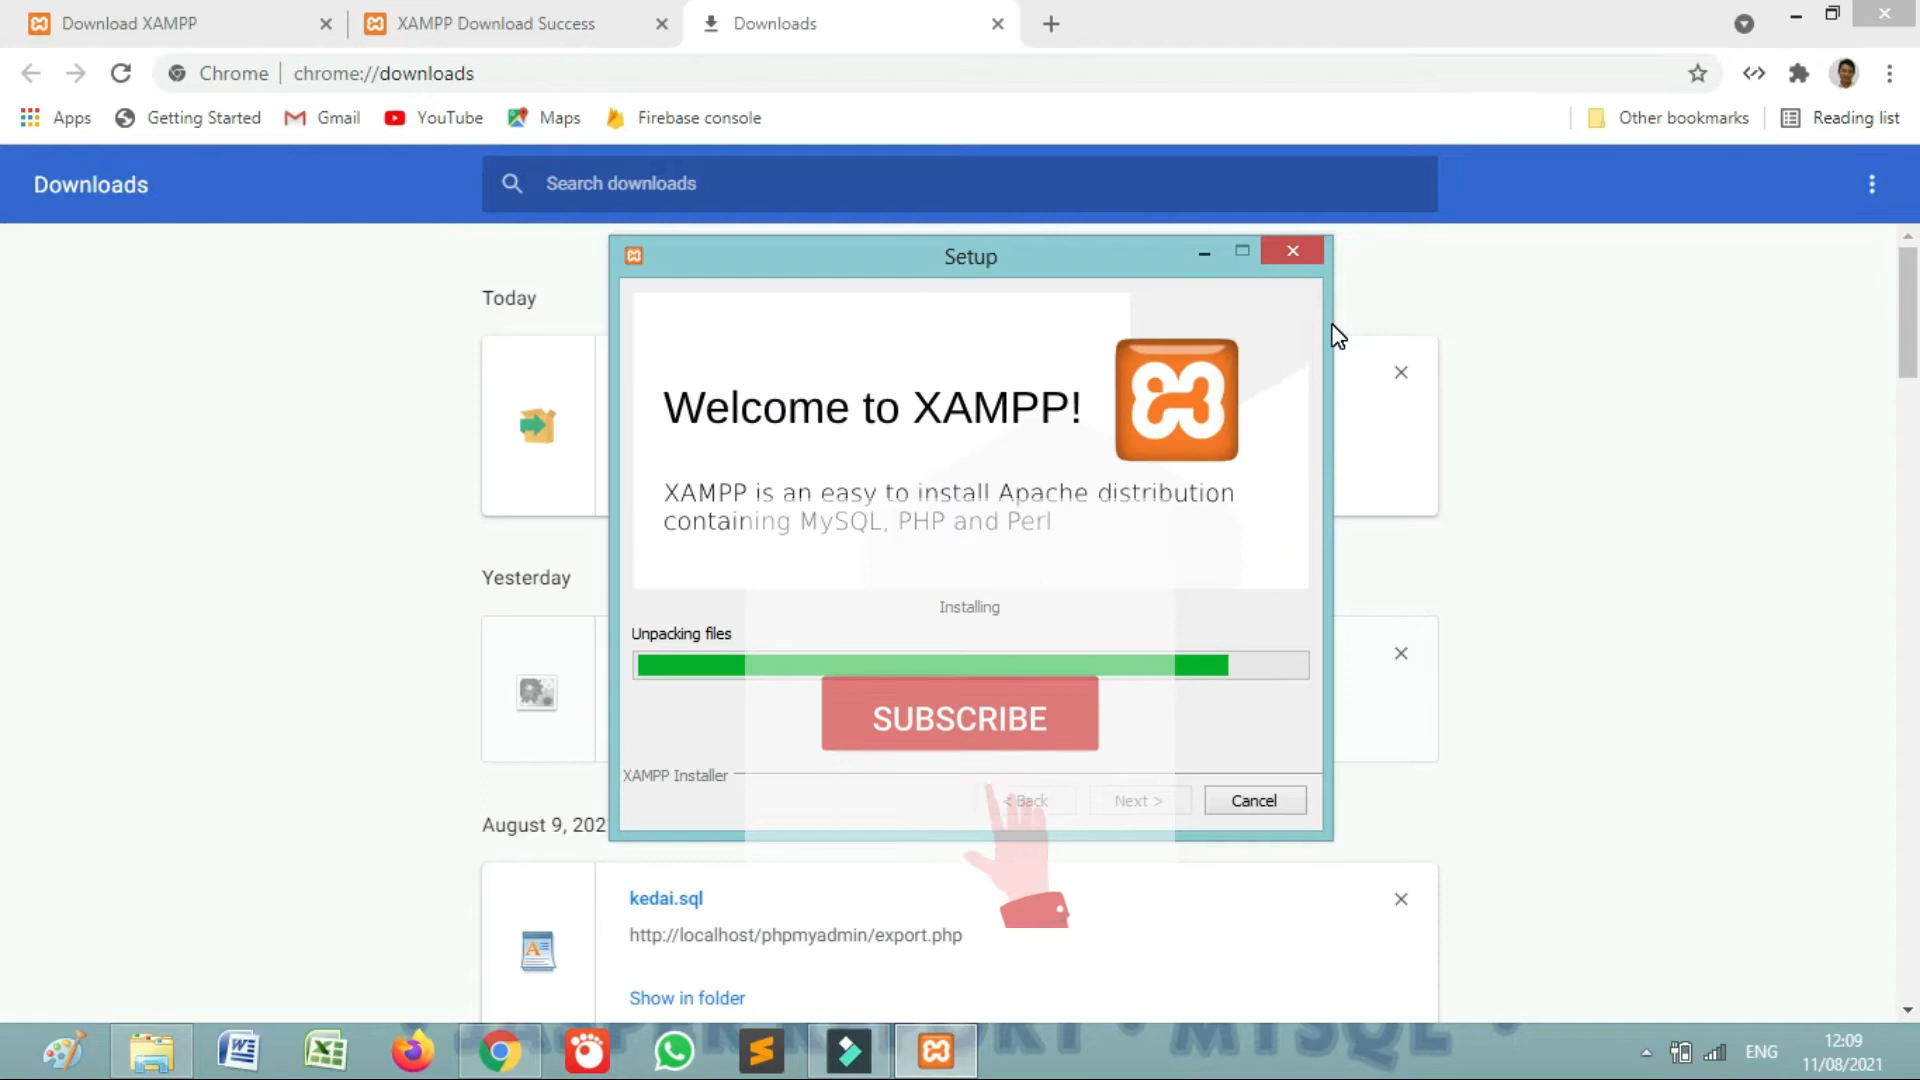 Download XAMPP
XAMPP Download Success
Downloads
Chrome
chrome://downloads
Apps
Getting Started
Gmail
YouTube
Maps
Firebase console
Other bookmarks
Reading list
Downloads
Search downloads
Setup
Today
Welcome to XAMPP!
XAMPP is an easy to install Apache distribution
containing MySQL, PHP and Perl
Yesterday
Installing
Unpacking files
SUBSCRIBE
XAMPP Installer
< Back
Next >
Cancel
August 9, 202
kedai.sql
http://localhost/phpmyadmin/export.php
Show in folder
MYSQL
ENG
12:09
11/08/2021